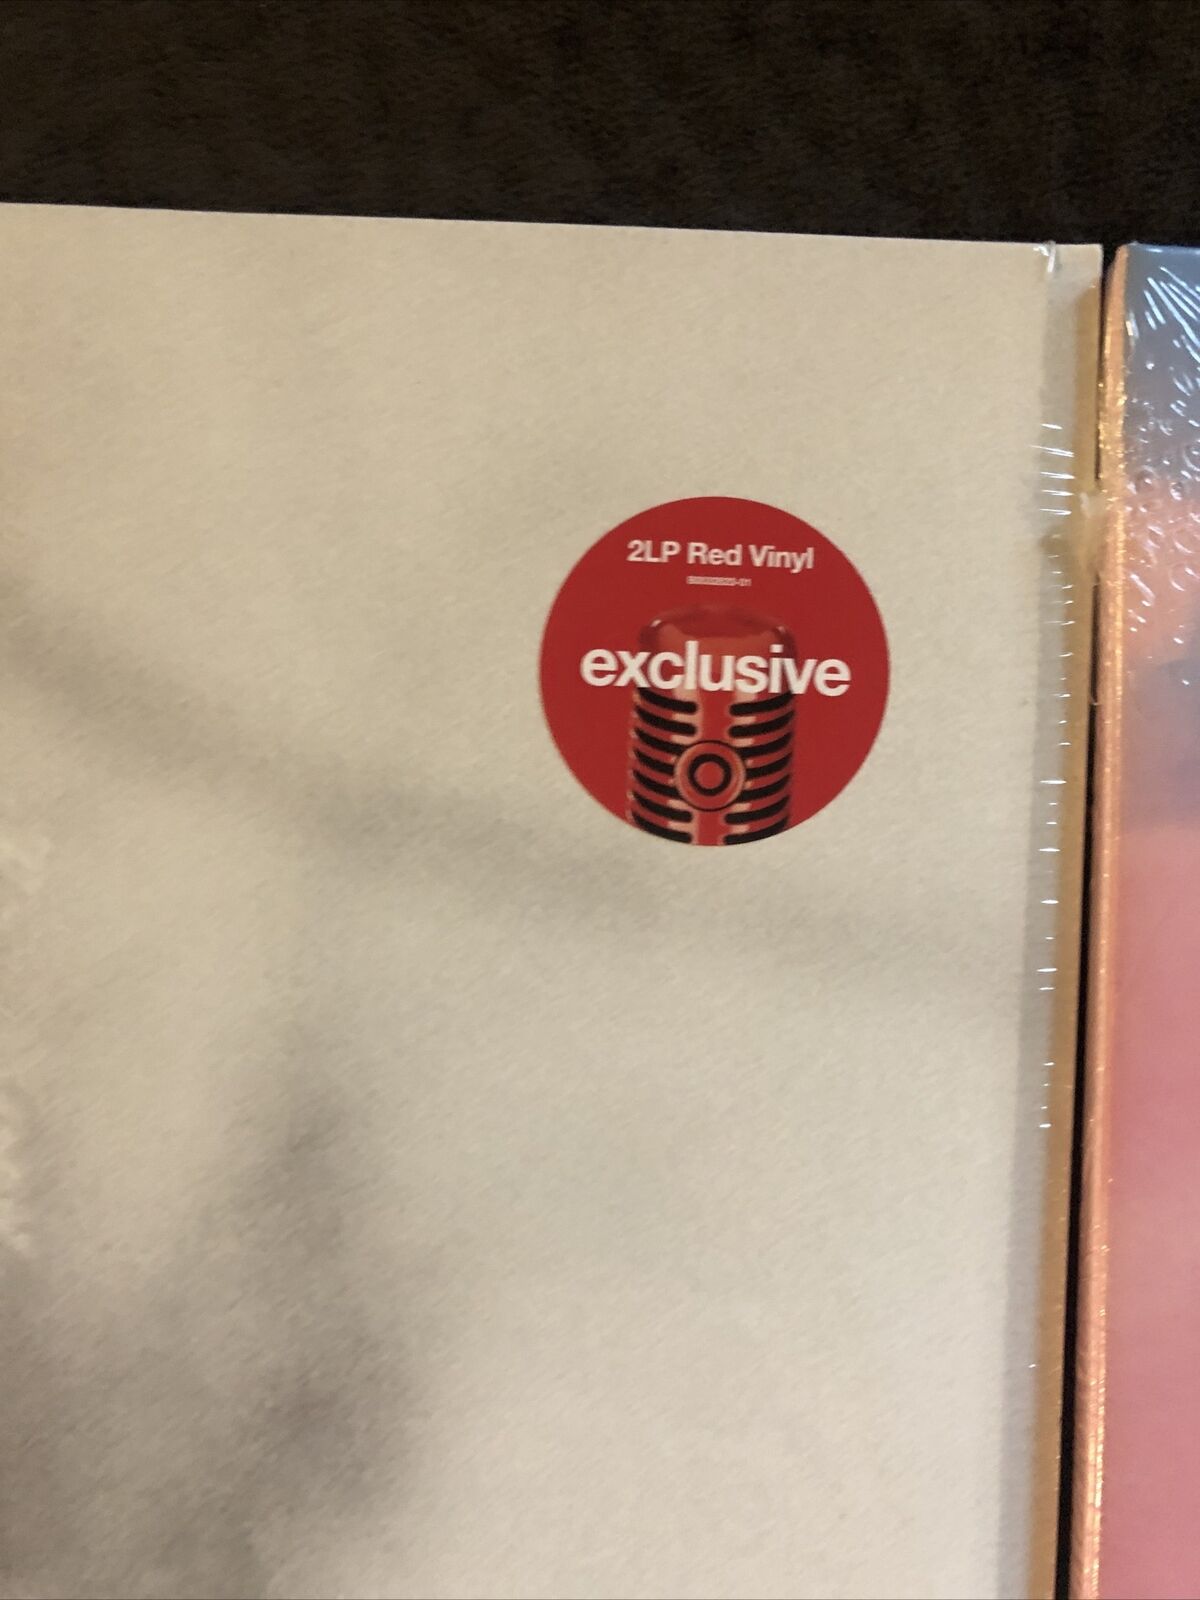 2LP Red Vinyl
exclusive